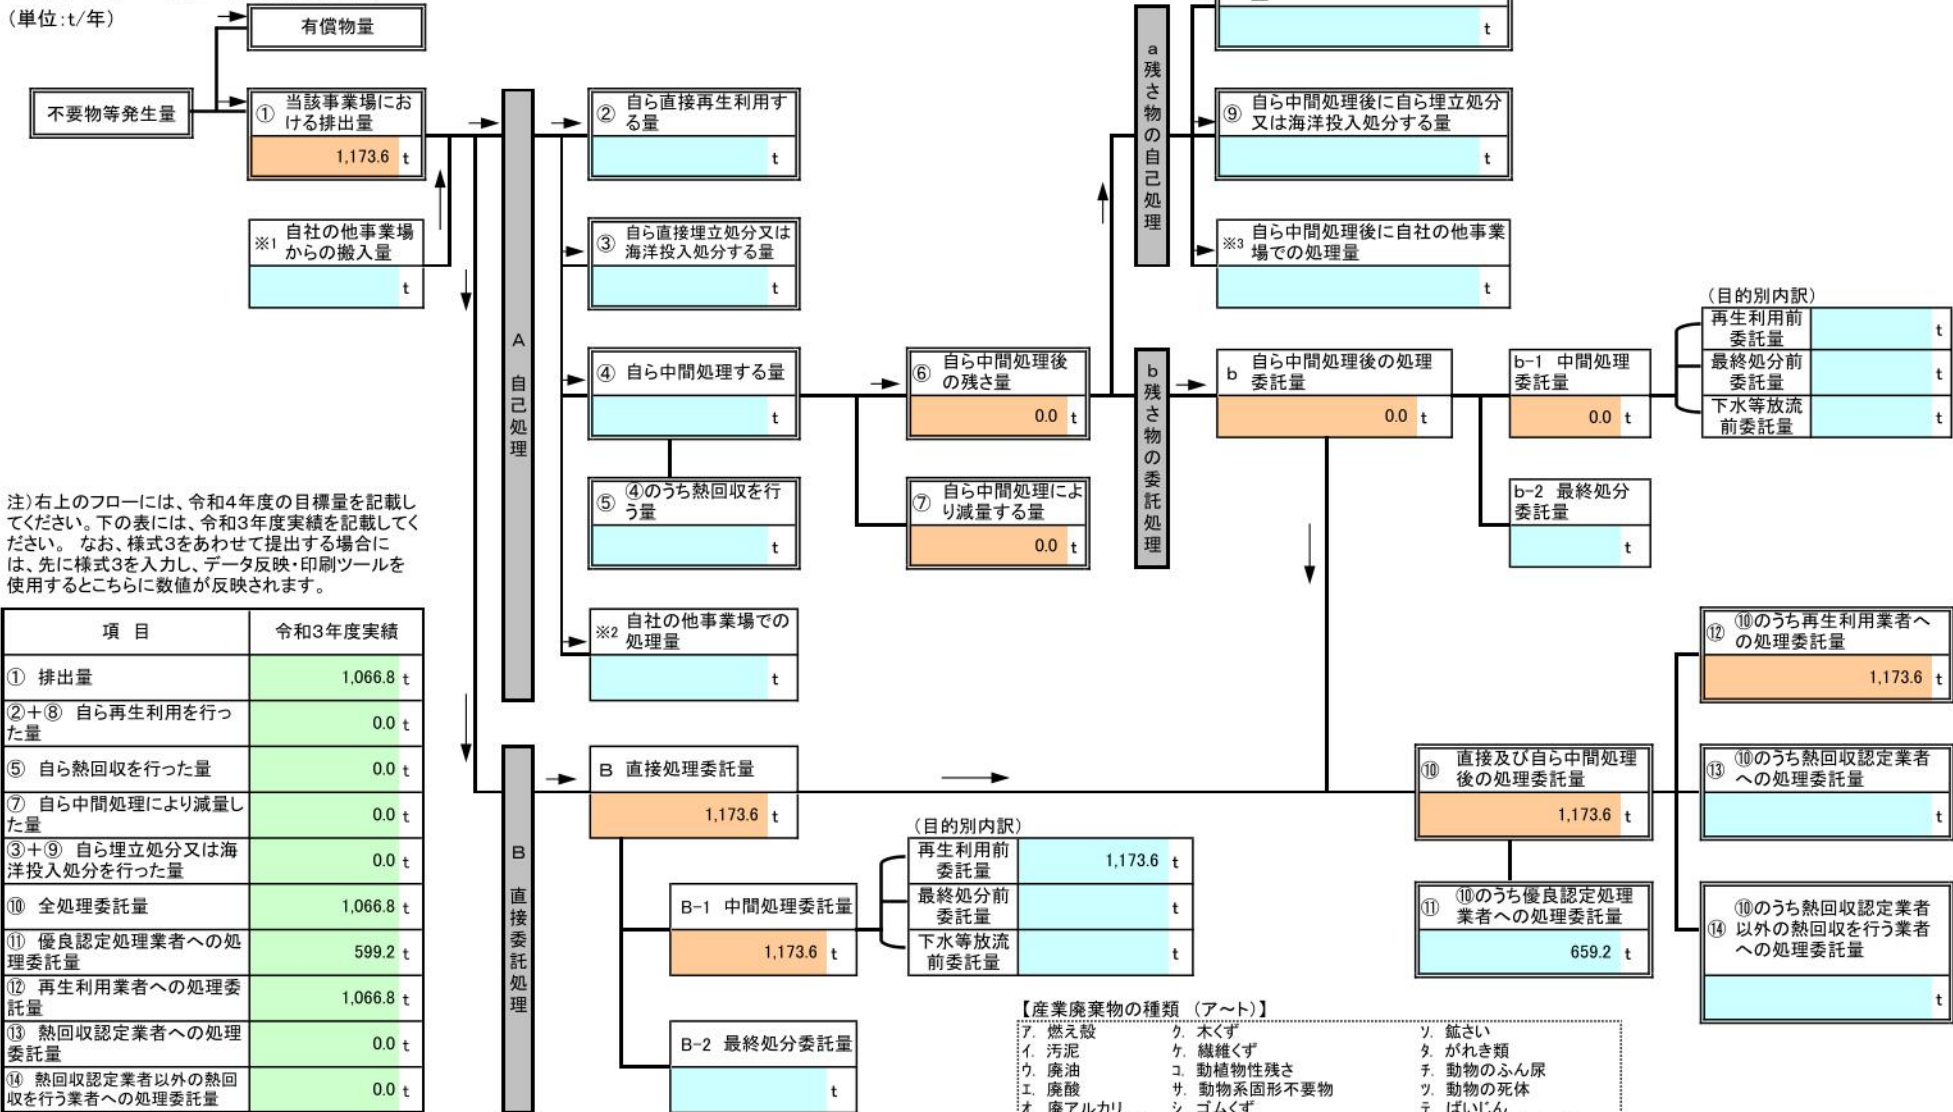 (単位:t/年)
有償物量
不要物等発生量
① 当該事業場にお
ける排出量
1,173.6 t
※1 自社の他事業場
からの搬入量
t
A 自己処理
② 自ら直接再生利用す
る量
t
③ 自ら直接埋立処分又は
海洋投入処分する量
t
④ 自ら中間処理する量
t
⑤ ④のうち熱回収を行
う量
t
※2 自社の他事業場での
処理量
t
⑥ 自ら中間処理後
の残さ量
0.0 t
⑦ 自ら中間処理によ
り減量する量
0.0 t
a 残さ物の自己処理
t
⑨ 自ら中間処理後に自ら埋立処分
又は海洋投入処分する量
t
※3 自ら中間処理後に自社の他事業
場での処理量
t
b 残さ物の委託処理
b 自ら中間処理後の処理
委託量
0.0 t
b-1 中間処理
委託量
0.0 t
(目的別内訳)
再生利用前
委託量
t
最終処分前
委託量
t
下水等放流
前委託量
t
b-2 最終処分
委託量
t
注)右上のフローには、令和4年度の目標量を記載し
てください。下の表には、令和3年度実績を記載してく
ださい。 なお、様式3をあわせて提出する場合に
は、先に様式3を入力し、データ反映・印刷ツールを
使用するとこちらに数値が反映されます。
項 目 令和3年度実績
① 排出量 1,066.8 t
②+⑧ 自ら再生利用を行っ
た量 0.0 t
⑤ 自ら熱回収を行った量 0.0 t
⑦ 自ら中間処理により減量し
た量 0.0 t
③+⑨ 自ら埋立処分又は海
洋投入処分を行った量 0.0 t
⑩ 全処理委託量 1,066.8 t
⑪ 優良認定処理業者への処
理委託量 599.2 t
⑫ 再生利用業者への処理委
託量 1,066.8 t
⑬ 熱回収認定業者への処理
委託量 0.0 t
⑭ 熱回収認定業者以外の熱回
収を行う業者への処理委託量 0.0 t
B 直接委託処理
B 直接処理委託量
1,173.6 t
B-1 中間処理委託量
1,173.6 t
(目的別内訳)
再生利用前
委託量
1,173.6 t
最終処分前
委託量
t
下水等放流
前委託量
t
B-2 最終処分委託量
t
⑩ 直接及び自ら中間処理
後の処理委託量
1,173.6 t
⑪ ⑩のうち優良認定処理
業者への処理委託量
659.2 t
⑫ ⑩のうち再生利用業者へ
の処理委託量
1,173.6 t
⑬ ⑩のうち熱回収認定業者
への処理委託量
t
⑭ ⑩のうち熱回収認定業者
以外の熱回収を行う業者
への処理委託量
t
【産業廃棄物の種類 (ア~ト)】
ア. 燃え殻 ク. 木くず ソ. 鉱さい
イ. 汚泥 ケ. 繊維くず タ. がれき類
ウ. 廃油 コ. 動植物性残さ チ. 動物のふん尿
エ. 廃酸 サ. 動物系固形不要物 ツ. 動物の死体
オ. 廃アルカリ シ. ゴムくず テ. ばいじん